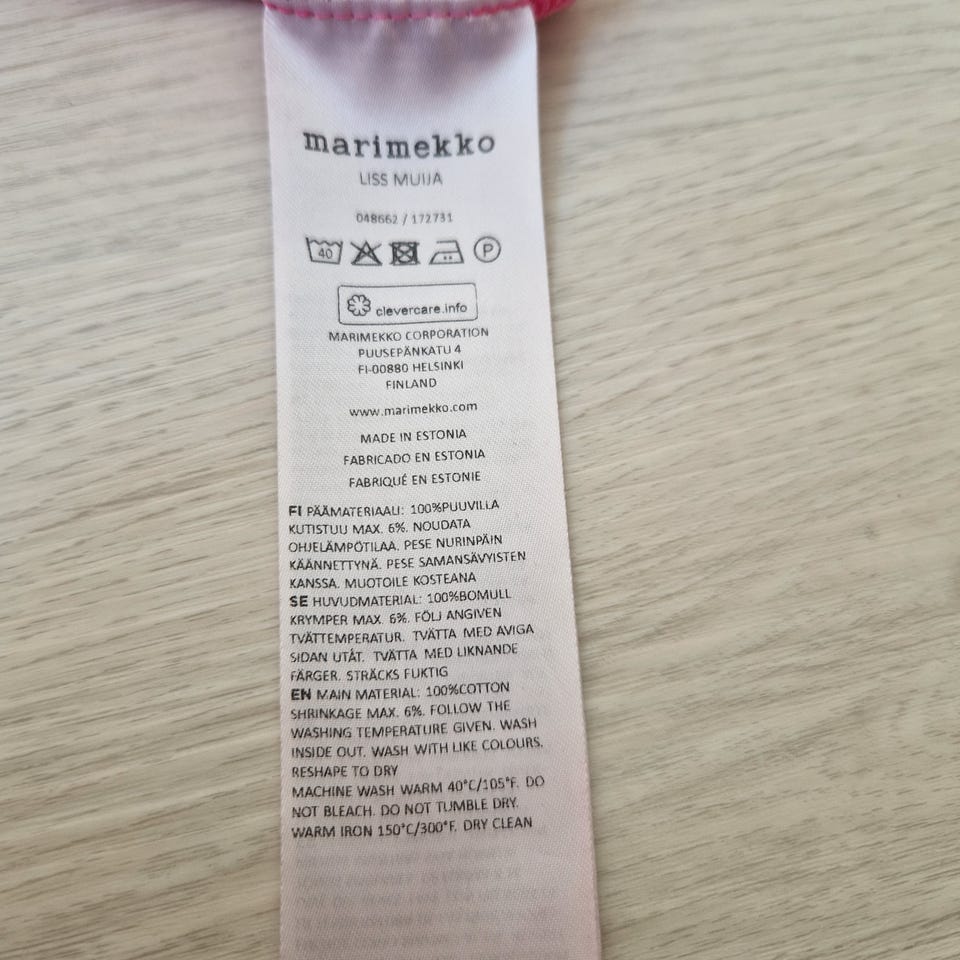 marimekko
LISS MUIJA
048662 / 172731
40 P
clevercare.info
MARIMEKKO CORPORATION
PUUSEPÄNKATU 4
FI-00880 HELSINKI
FINLAND
www.marimekko.com
MADE IN ESTONIA
FABRICADO EN ESTONIA
FABRIQUÉ EN ESTONIE
FI PÄÄMATERIAALI: 100%PUUVILLA
KUTISTUU MAX. 6%. NOUDATA
OHJELÄMPÖTILAA. PESE NURINPÄIN
KÄÄNNETTYNÄ. PESE SAMANSÄVYISTEN
KANSSA. MUOTOILE KOSTEANA
SE HUVUDMATERIAL: 100%BOMULL
KRYMPER MAX. 6%. FÖLJ ANGIVEN
TVÄTTEMPERATUR. TVÄTTA MED AVIGA
SIDAN UTÅT. TVÄTTA MED LIKNANDE
FÄRGER. STRÄCKS FUKTIG
EN MAIN MATERIAL: 100%COTTON
SHRINKAGE MAX. 6%. FOLLOW THE
WASHING TEMPERATURE GIVEN. WASH
INSIDE OUT. WASH WITH LIKE COLOURS.
RESHAPE TO DRY
MACHINE WASH WARM 40°C/105°F. DO
NOT BLEACH. DO NOT TUMBLE DRY.
WARM IRON 150°C/300°F. DRY CLEAN